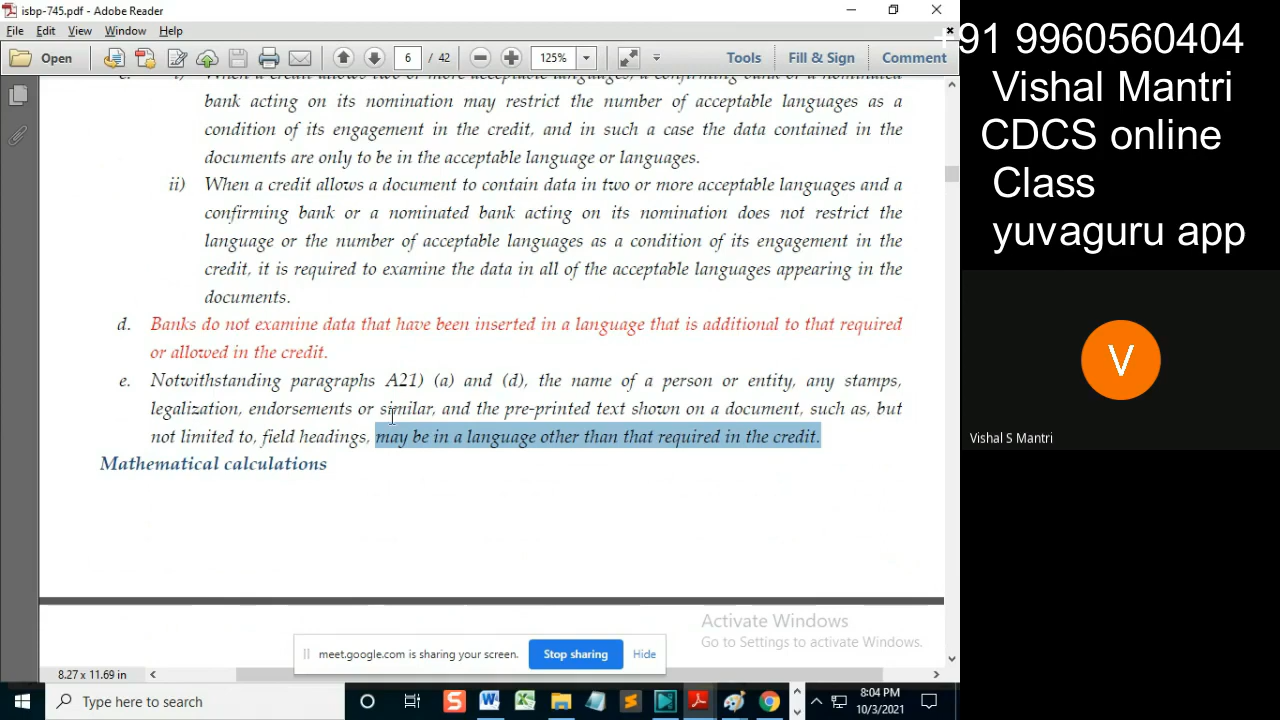 isbp-745.pdf - Adobe Reader
File Edit View Window Help
Open 6 / 42 125% Tools Fill & Sign Comment
c. i) When a credit allows two or more acceptable languages, a confirming bank or a nominated
bank acting on its nomination may restrict the number of acceptable languages as a
condition of its engagement in the credit, and in such a case the data contained in the
documents are only to be in the acceptable language or languages.
ii) When a credit allows a document to contain data in two or more acceptable languages and a
confirming bank or a nominated bank acting on its nomination does not restrict the
language or the number of acceptable languages as a condition of its engagement in the
credit, it is required to examine the data in all of the acceptable languages appearing in the
documents.
d. Banks do not examine data that have been inserted in a language that is additional to that required
or allowed in the credit.
e. Notwithstanding paragraphs A21) (a) and (d), the name of a person or entity, any stamps,
legalization, endorsements or similar, and the pre-printed text shown on a document, such as, but
not limited to, field headings, may be in a language other than that required in the credit.
Mathematical calculations
Activate Windows
Go to Settings to activate Windows.
meet.google.com is sharing your screen. Stop sharing Hide
8.27 x 11.69 in
Type here to search
8:04 PM
10/3/2021
+91 9960560404
Vishal Mantri
CDCS online
Class
yuvaguru app
V
Vishal S Mantri